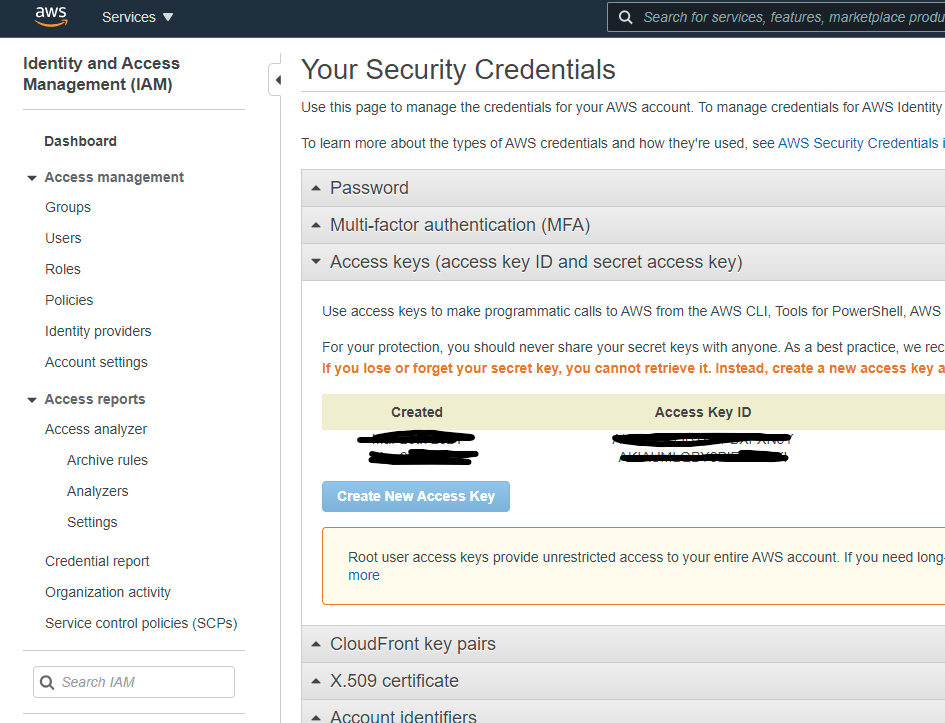 aws
Services
Search for services, features, marketplace produ
Identity and Access
Management (IAM)
Dashboard
Access management
Groups
Users
Roles
Policies
Identity providers
Account settings
Access reports
Access analyzer
Archive rules
Analyzers
Settings
Credential report
Organization activity
Service control policies (SCPs)
Search IAM
Your Security Credentials
Use this page to manage the credentials for your AWS account. To manage credentials for AWS Identity
To learn more about the types of AWS credentials and how they're used, see AWS Security Credentials i
Password
Multi-factor authentication (MFA)
Access keys (access key ID and secret access key)
Use access keys to make programmatic calls to AWS from the AWS CLI, Tools for PowerShell, AWS
For your protection, you should never share your secret keys with anyone. As a best practice, we rec
If you lose or forget your secret key, you cannot retrieve it. Instead, create a new access key a
Created Access Key ID
Create New Access Key
Root user access keys provide unrestricted access to your entire AWS account. If you need long-
more
CloudFront key pairs
X.509 certificate
Account identifiers